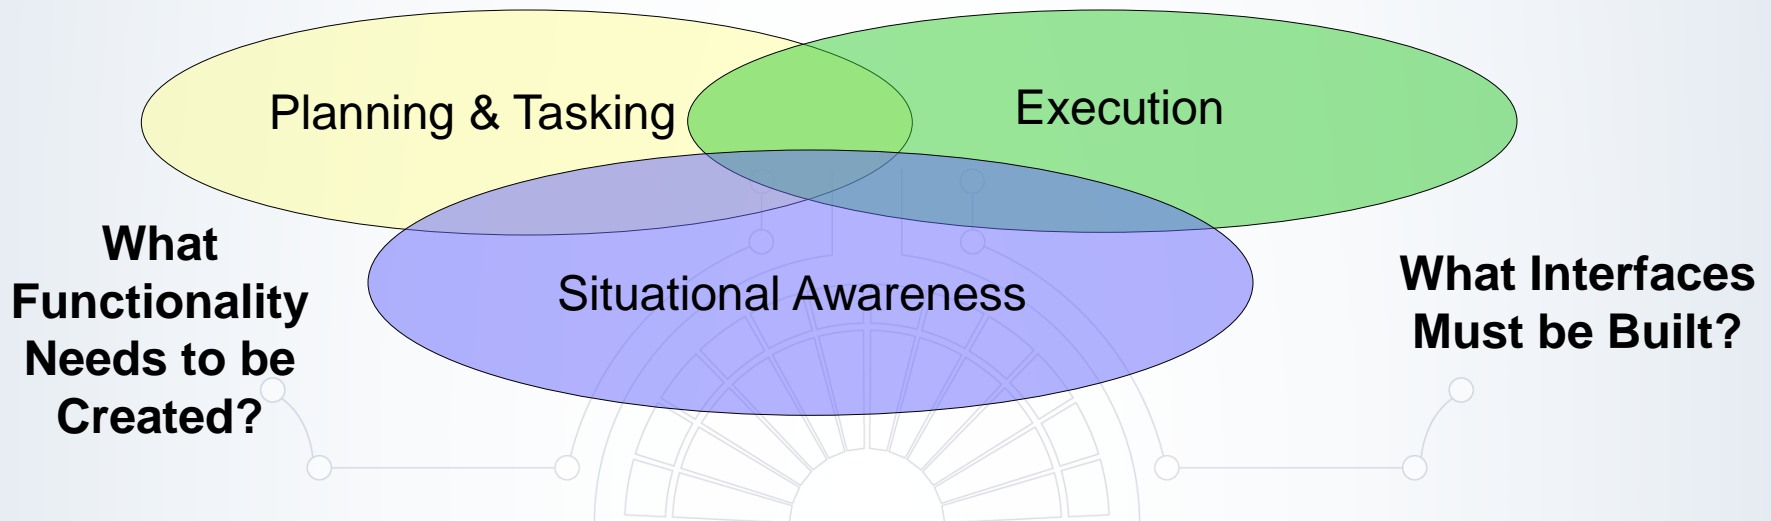 Planning & Tasking
Execution
Situational Awareness
What
Functionality
Needs to be
Created?
What Interfaces
Must be Built?